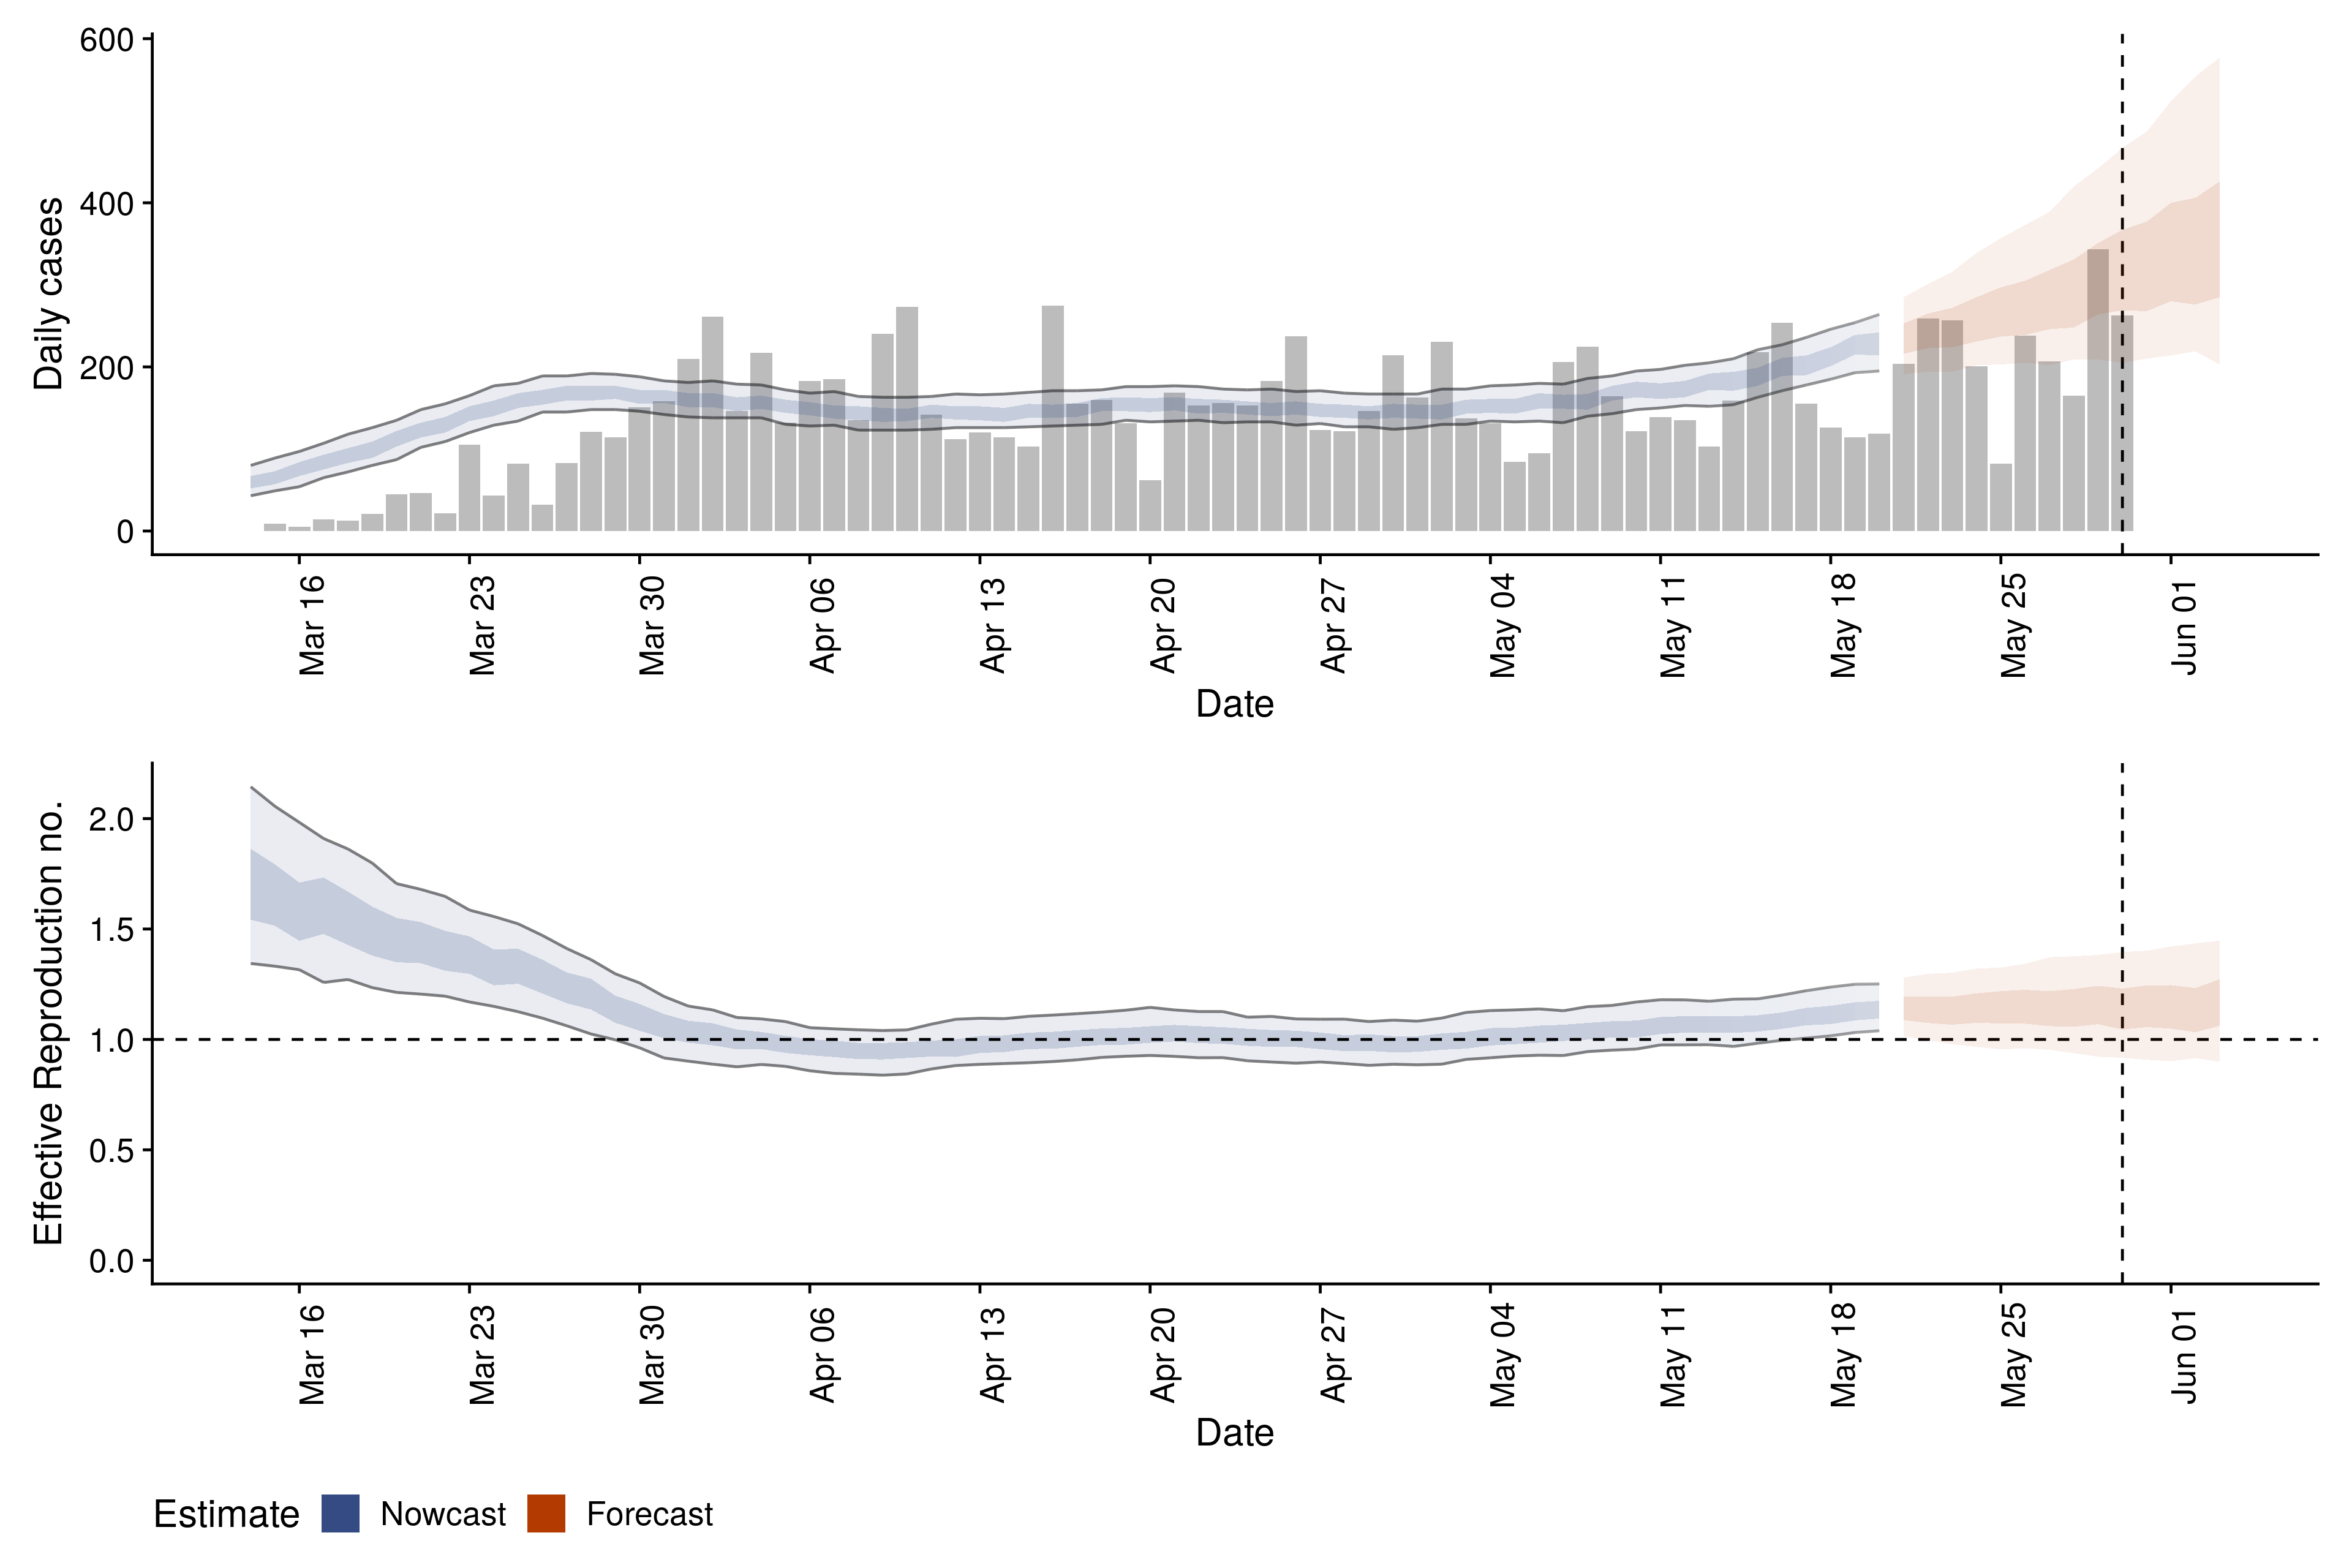 Daily cases
600
400
200
0
Mar 16
Mar 23
Mar 30
Apr 06
Apr 13
Apr 20
Apr 27
May 04
May 11
May 18
May 25
Jun 01
Date
Effective Reproduction no.
2.0
1.5
1.0
0.5
0.0
Mar 16
Mar 23
Mar 30
Apr 06
Apr 13
Apr 20
Apr 27
May 04
May 11
May 18
May 25
Jun 01
Date
Estimate Nowcast Forecast